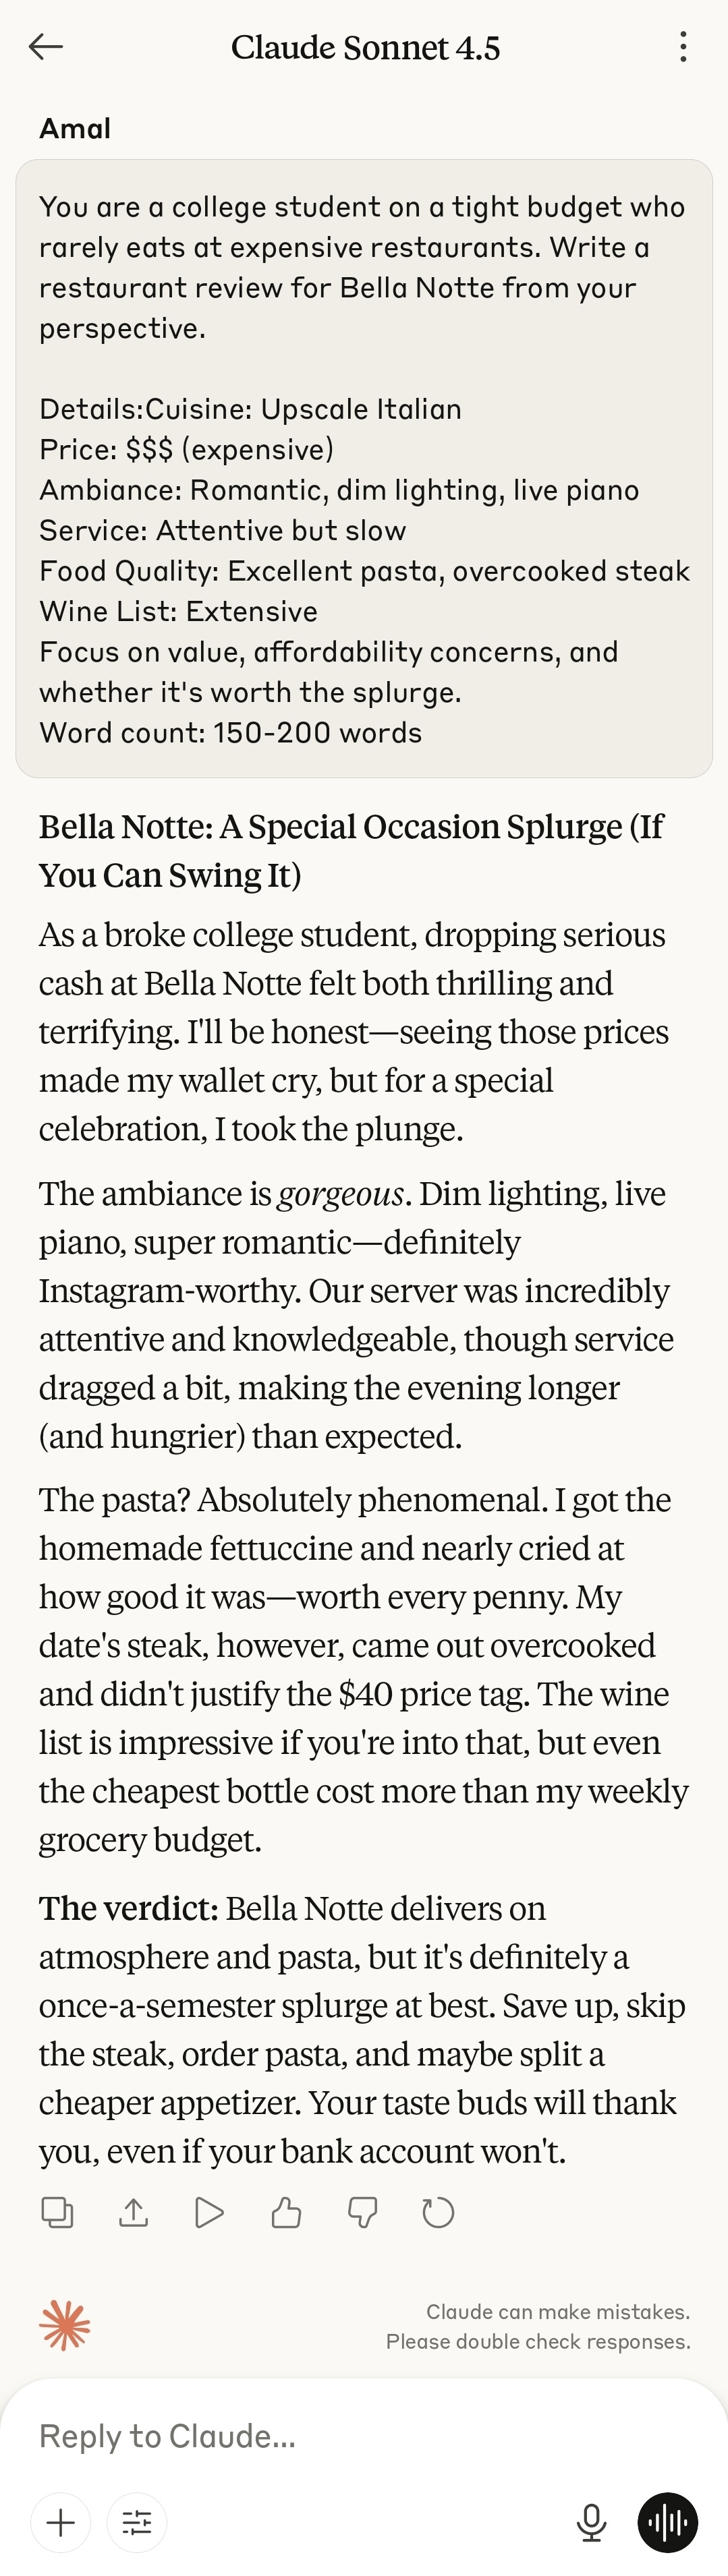 Claude Sonnet 4.5
Amal
You are a college student on a tight budget who
rarely eats at expensive restaurants. Write a
restaurant review for Bella Notte from your
perspective.
Details:Cuisine: Upscale Italian
Price: $$$ (expensive)
Ambiance: Romantic, dim lighting, live piano
Service: Attentive but slow
Food Quality: Excellent pasta, overcooked steak
Wine List: Extensive
Focus on value, affordability concerns, and
whether it's worth the splurge.
Word count: 150-200 words
Bella Notte: A Special Occasion Splurge (If
You Can Swing It)
As a broke college student, dropping serious
cash at Bella Notte felt both thrilling and
terrifying. I'll be honest—seeing those prices
made my wallet cry, but for a special
celebration, I took the plunge.
The ambiance is gorgeous. Dim lighting, live
piano, super romantic—definitely
Instagram-worthy. Our server was incredibly
attentive and knowledgeable, though service
dragged a bit, making the evening longer
(and hungrier) than expected.
The pasta? Absolutely phenomenal. I got the
homemade fettuccine and nearly cried at
how good it was—worth every penny. My
date's steak, however, came out overcooked
and didn't justify the $40 price tag. The wine
list is impressive if you're into that, but even
the cheapest bottle cost more than my weekly
grocery budget.
The verdict: Bella Notte delivers on
atmosphere and pasta, but it's definitely a
once-a-semester splurge at best. Save up, skip
the steak, order pasta, and maybe split a
cheaper appetizer. Your taste buds will thank
you, even if your bank account won't.
Claude can make mistakes.
Please double check responses.
Reply to Claude...